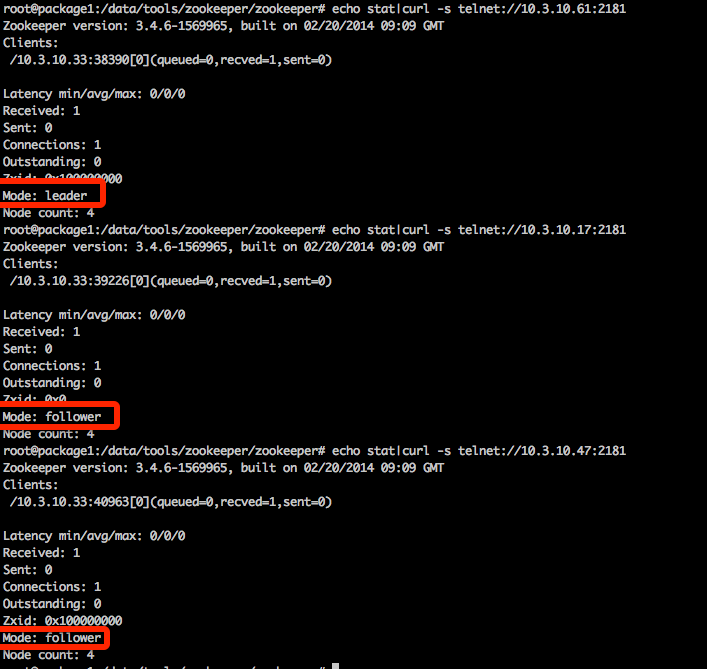 root@package1:/data/tools/zookeeper/zookeeper# echo stat|curl -s telnet://10.3.10.61:2181
Zookeeper version: 3.4.6-1569965, built on 02/20/2014 09:09 GMT
Clients:
 /10.3.10.33:38390[0](queued=0,recved=1,sent=0)

Latency min/avg/max: 0/0/0
Received: 1
Sent: 0
Connections: 1
Outstanding: 0
Zxid: 0x100000000
Mode: leader
Node count: 4
root@package1:/data/tools/zookeeper/zookeeper# echo stat|curl -s telnet://10.3.10.17:2181
Zookeeper version: 3.4.6-1569965, built on 02/20/2014 09:09 GMT
Clients:
 /10.3.10.33:39226[0](queued=0,recved=1,sent=0)

Latency min/avg/max: 0/0/0
Received: 1
Sent: 0
Connections: 1
Outstanding: 0
Zxid: 0x0
Mode: follower
Node count: 4
root@package1:/data/tools/zookeeper/zookeeper# echo stat|curl -s telnet://10.3.10.47:2181
Zookeeper version: 3.4.6-1569965, built on 02/20/2014 09:09 GMT
Clients:
 /10.3.10.33:40963[0](queued=0,recved=1,sent=0)

Latency min/avg/max: 0/0/0
Received: 1
Sent: 0
Connections: 1
Outstanding: 0
Zxid: 0x100000000
Mode: follower
Node count: 4
root@package1:/data/tools/zookeeper/zookeeper#